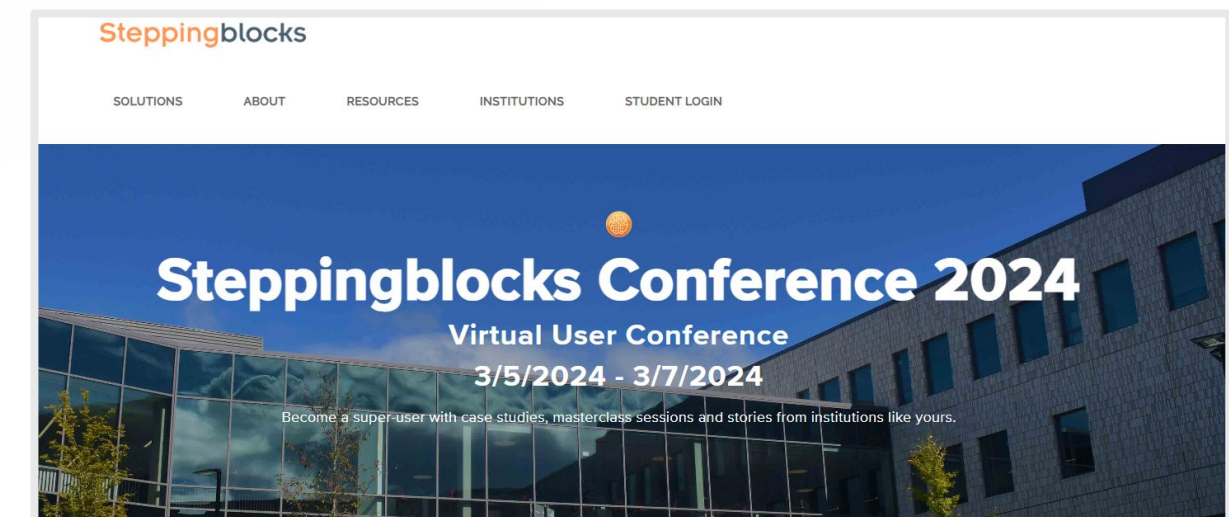 Steppingblocks
SOLUTIONS ABOUT RESOURCES INSTITUTIONS STUDENT LOGIN
Steppingblocks Conference 2024
Virtual User Conference
3/5/2024 - 3/7/2024
Become a super-user with case studies, masterclass sessions and stories from institutions like yours.